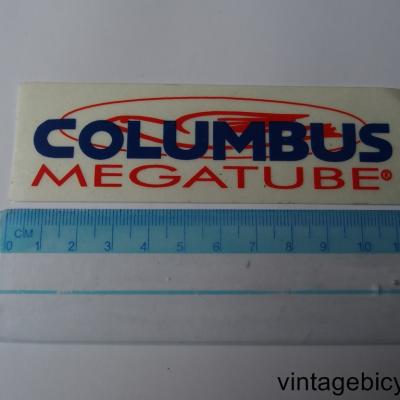 COLUMBUS
MEGATUBE®
CM
0 1 2 3 4 5 6 7 8 9 10
vintagebicy